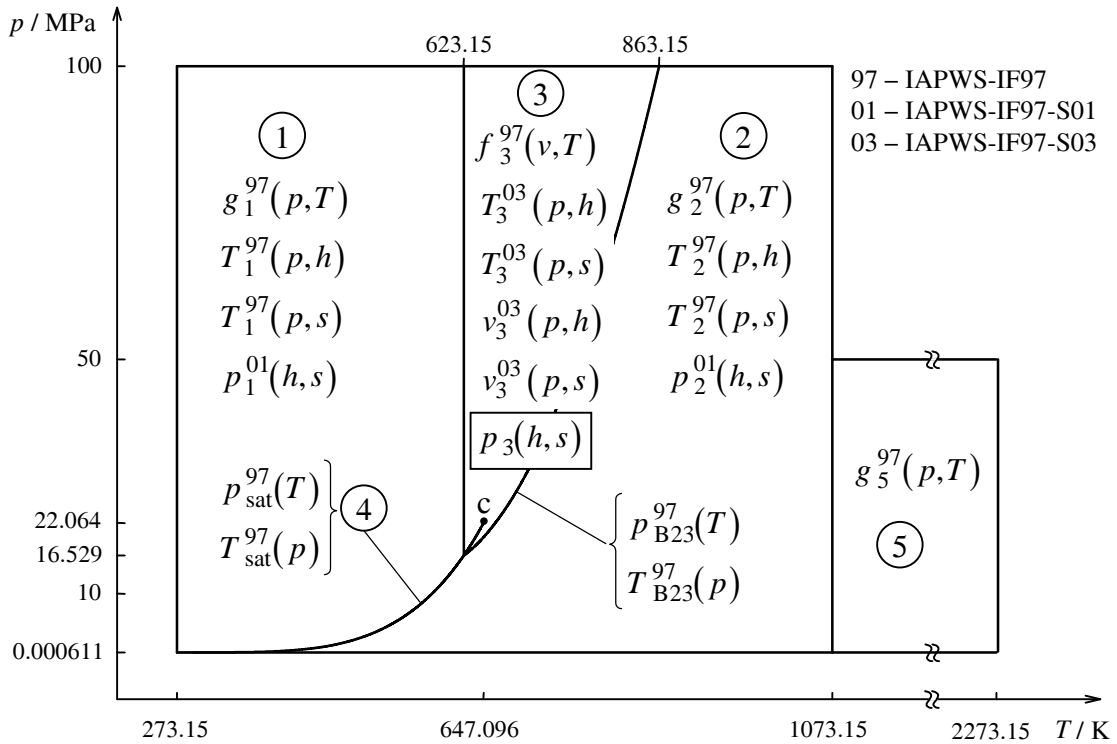 p / MPa
623.15
863.15
100
97 – IAPWS-IF97
01 – IAPWS-IF97-S01
03 – IAPWS-IF97-S03
1
g₁⁹⁷(p,T)
T₁⁹⁷(p,h)
T₁⁹⁷(p,s)
p₁⁰¹(h,s)
3
f₃⁹⁷(v,T)
T₃⁰³(p,h)
T₃⁰³(p,s)
v₃⁰³(p,h)
v₃⁰³(p,s)
p₃(h,s)
2
g₂⁹⁷(p,T)
T₂⁹⁷(p,h)
T₂⁹⁷(p,s)
p₂⁰¹(h,s)
50
g₅⁹⁷(p,T)
5
p_sat⁹⁷(T)
T_sat⁹⁷(p)
4
c
p_B23⁹⁷(T)
T_B23⁹⁷(p)
22.064
16.529
10
0.000611
273.15
647.096
1073.15
2273.15
T / K